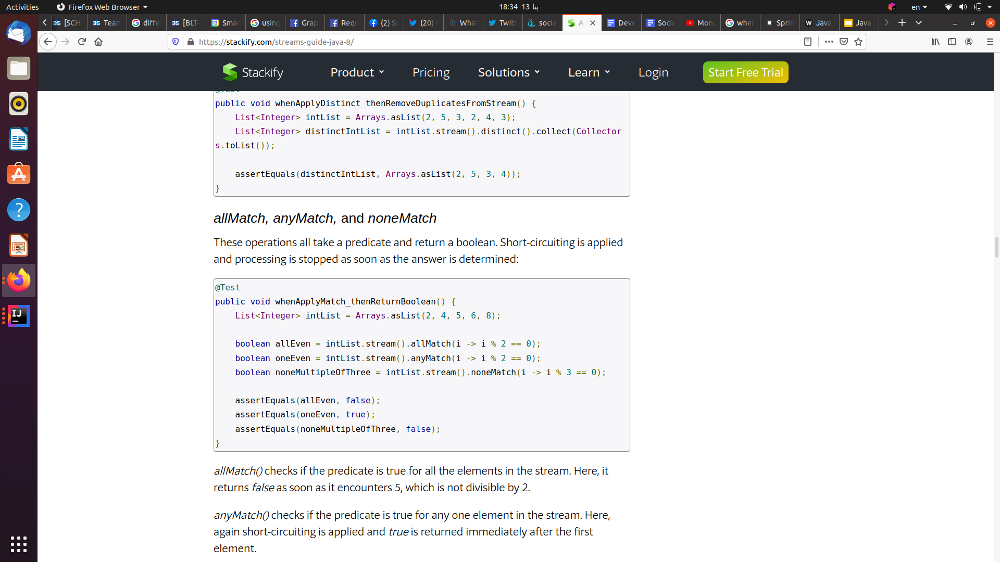 Activities Firefox Web Browser 18:34 13 ينا en
[SCH Team diffe [BLT- Smar using Grap Requ (2) Sc (20) What Twitt socia A Deve Socia Mon wher Sprin Java Java
https://stackify.com/streams-guide-java-8/
Stackify Product Pricing Solutions Learn Login Start Free Trial
@Test
public void whenApplyDistinct_thenRemoveDuplicatesFromStream() {
    List<Integer> intList = Arrays.asList(2, 5, 3, 2, 4, 3);
    List<Integer> distinctIntList = intList.stream().distinct().collect(Collector
s.toList());
    assertEquals(distinctIntList, Arrays.asList(2, 5, 3, 4));
}
allMatch, anyMatch, and noneMatch
These operations all take a predicate and return a boolean. Short-circuiting is applied
and processing is stopped as soon as the answer is determined:
@Test
public void whenApplyMatch_thenReturnBoolean() {
    List<Integer> intList = Arrays.asList(2, 4, 5, 6, 8);
    boolean allEven = intList.stream().allMatch(i -> i % 2 == 0);
    boolean oneEven = intList.stream().anyMatch(i -> i % 2 == 0);
    boolean noneMultipleOfThree = intList.stream().noneMatch(i -> i % 3 == 0);
    assertEquals(allEven, false);
    assertEquals(oneEven, true);
    assertEquals(noneMultipleOfThree, false);
}
allMatch() checks if the predicate is true for all the elements in the stream. Here, it
returns false as soon as it encounters 5, which is not divisible by 2.
anyMatch() checks if the predicate is true for any one element in the stream. Here,
again short-circuiting is applied and true is returned immediately after the first
element.